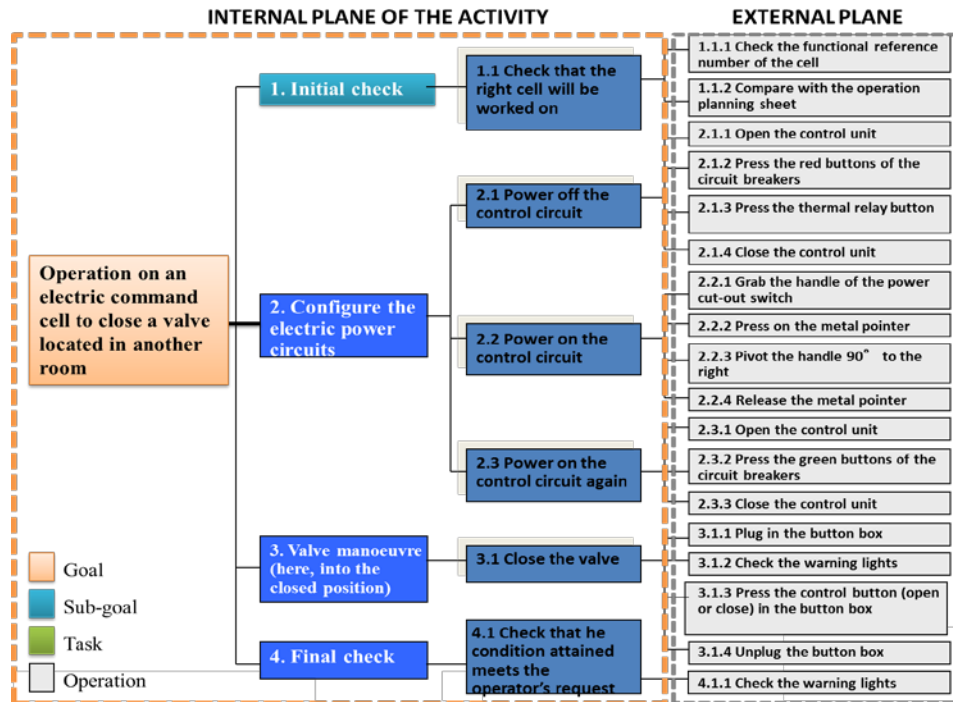 INTERNAL PLANE OF THE ACTIVITY
EXTERNAL PLANE
Operation on an
electric command
cell to close a valve
located in another
room
1. Initial check
2. Configure the
electric power
circuits
3. Valve manoeuvre
(here, into the
closed position)
4. Final check
1.1 Check that the
right cell will be
worked on
2.1 Power off the
control circuit
2.2 Power on the
control circuit
2.3 Power on the
control circuit again
3.1 Close the valve
4.1 Check that he
condition attained
meets the
operator's request
1.1.1 Check the functional reference
number of the cell
1.1.2 Compare with the operation
planning sheet
2.1.1 Open the control unit
2.1.2 Press the red buttons of the
circuit breakers
2.1.3 Press the thermal relay button
2.1.4 Close the control unit
2.2.1 Grab the handle of the power
cut-out switch
2.2.2 Press on the metal pointer
2.2.3 Pivot the handle 90° to the
right
2.2.4 Release the metal pointer
2.3.1 Open the control unit
2.3.2 Press the green buttons of the
circuit breakers
2.3.3 Close the control unit
3.1.1 Plug in the button box
3.1.2 Check the warning lights
3.1.3 Press the control button (open
or close) in the button box
3.1.4 Unplug the button box
4.1.1 Check the warning lights
Goal
Sub-goal
Task
Operation